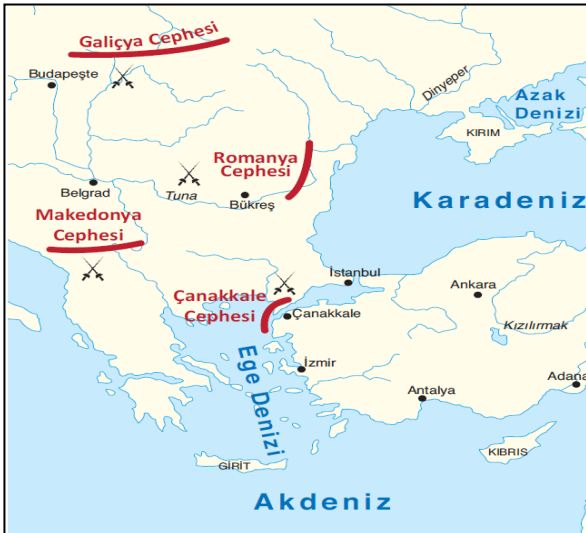 Galiçya Cephesi
Budapeşte
Dinyeper
Azak
Denizi
KIRIM
Romanya
Cephesi
Belgrad
Tuna
Bükreş
Karadeniz
Makedonya
Cephesi
İstanbul
Ankara
Çanakkale
Cephesi
Çanakkale
Kızılırmak
Ege Denizi
İzmir
Adana
Antalya
KIBRIS
GİRİT
Akdeniz